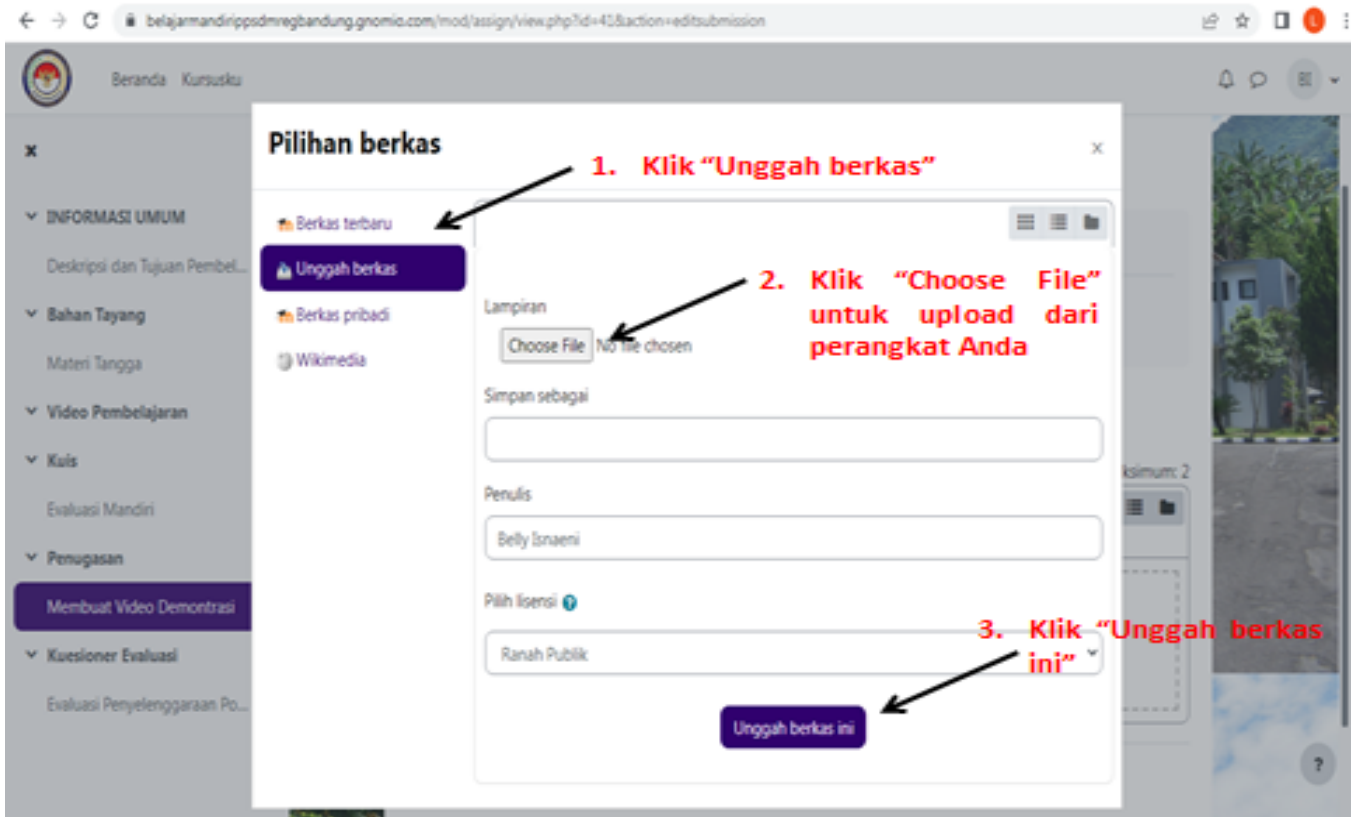 belajarmandirippsdmregbandung.gnomio.com/mod/assign/view.php?id=41&action=editsubmission
L
Beranda Kursusku
BI
Pilihan berkas
x
x
1. Klik “Unggah berkas”
INFORMASI UMUM
Deskripsi dan Tujuan Pembel...
Bahan Tayang
Materi Tangga
Video Pembelajaran
Kuis
Evaluasi Mandiri
Penugasan
Membuat Video Demontrasi
Kuesioner Evaluasi
Evaluasi Penyelenggaraan Po...
Berkas terbaru
Unggah berkas
Berkas pribadi
Wikimedia
2. Klik “Choose File”
untuk upload dari
perangkat Anda
Lampiran
Choose File No file chosen
Simpan sebagai
Penulis
Belly Isnaeni
Pilih lisensi ?
Ranah Publik
3. Klik “Unggah berkas
ini”
Unggah berkas ini
ksimum: 2
?